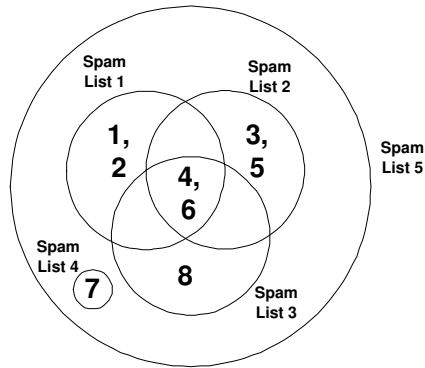 Spam
List 1
Spam
List 2
1,
2
3,
5
Spam
List 5
4,
6
Spam
List 4
7
8
Spam
List 3